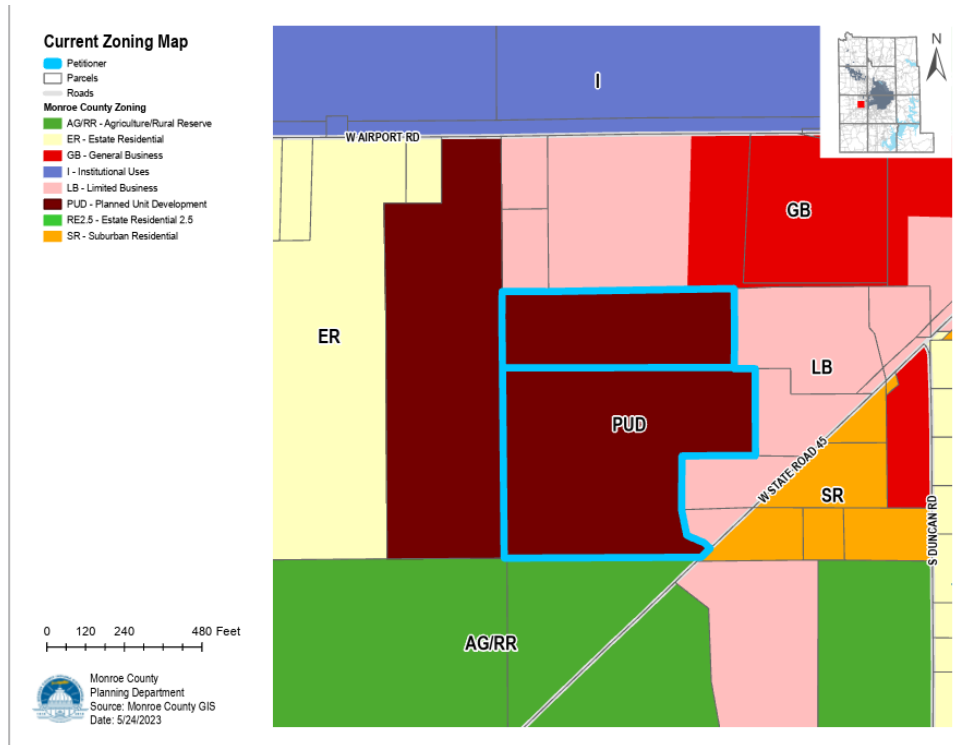 Current Zoning Map
Petitioner
Parcels
Roads
Monroe County Zoning
AG/RR - Agriculture/Rural Reserve
ER - Estate Residential
GB - General Business
I - Institutional Uses
LB - Limited Business
PUD - Planned Unit Development
RE2.5 - Estate Residential 2.5
SR - Suburban Residential
0 120 240 480 Feet
Monroe County
Planning Department
Source: Monroe County GIS
Date: 5/24/2023
N
I
W AIRPORT RD
GB
ER
LB
PUD
W STATE ROAD 45
SR
S DUNCAN RD
AG/RR